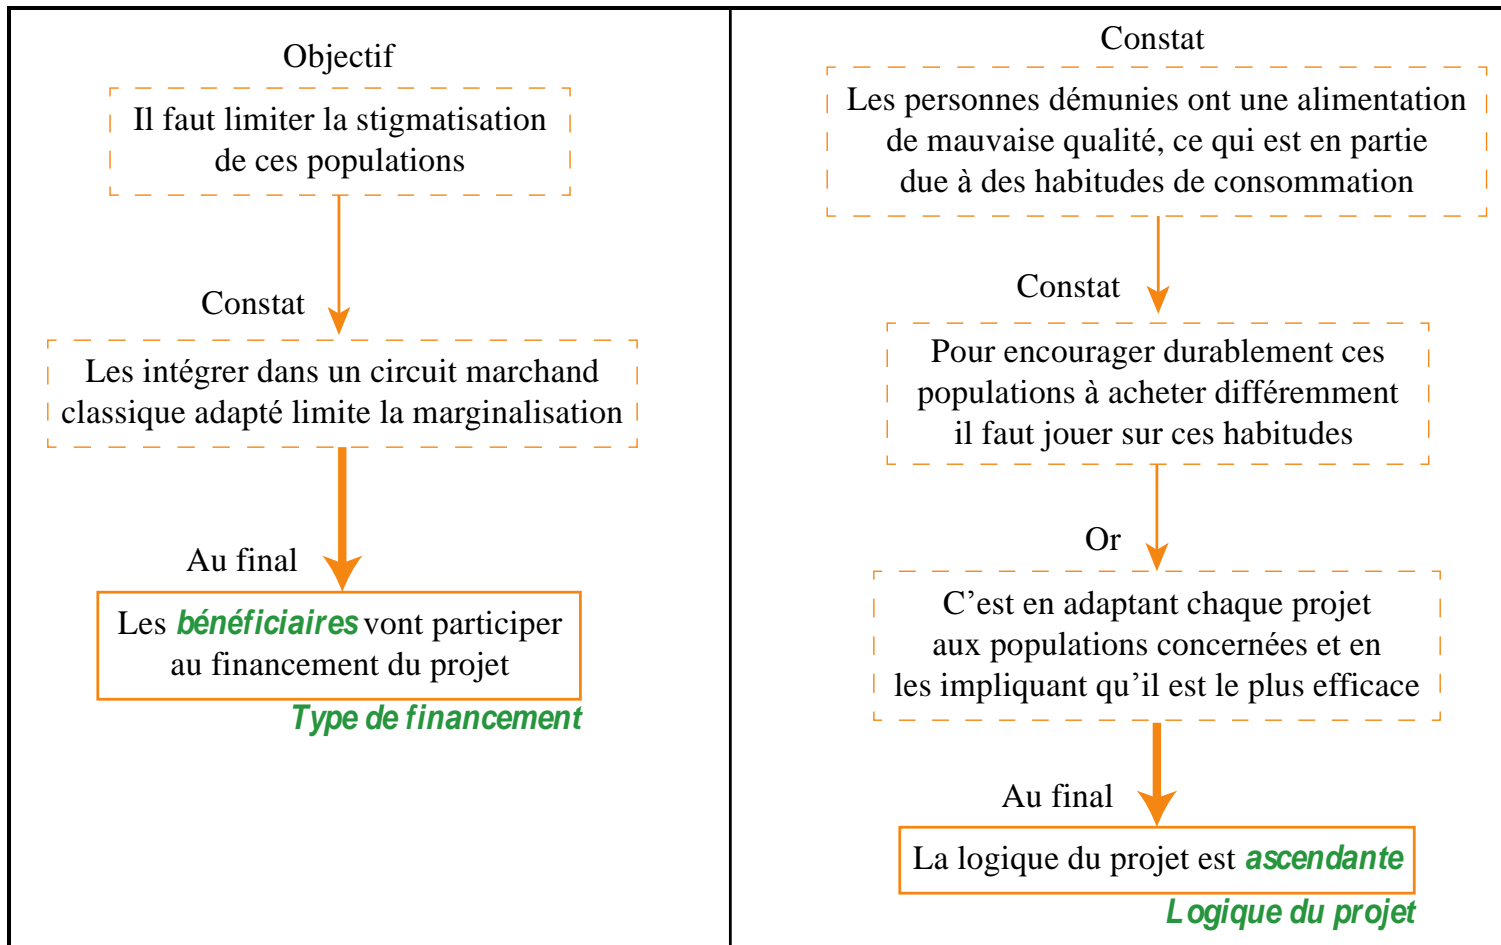 Objectif
Il faut limiter la stigmatisation
de ces populations
Constat
Les intégrer dans un circuit marchand
classique adapté limite la marginalisation
Au final
Les bénéficiaires vont participer
au financement du projet
Type de financement
Constat
Les personnes démunies ont une alimentation
de mauvaise qualité, ce qui est en partie
due à des habitudes de consommation
Constat
Pour encourager durablement ces
populations à acheter différemment
il faut jouer sur ces habitudes
Or
C’est en adaptant chaque projet
aux populations concernées et en
les impliquant qu’il est le plus efficace
Au final
La logique du projet est ascendante
Logique du projet